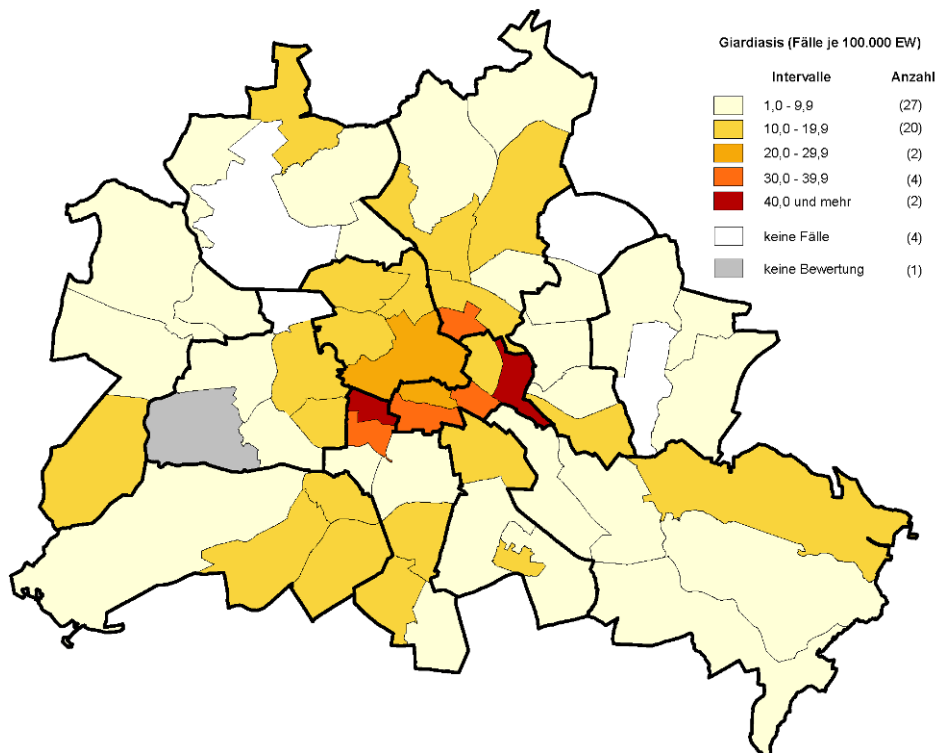 Giardiasis (Fälle je 100.000 EW)
Intervalle Anzahl
1,0 - 9,9 (27)
10,0 - 19,9 (20)
20,0 - 29,9 (2)
30,0 - 39,9 (4)
40,0 und mehr (2)
keine Fälle (4)
keine Bewertung (1)